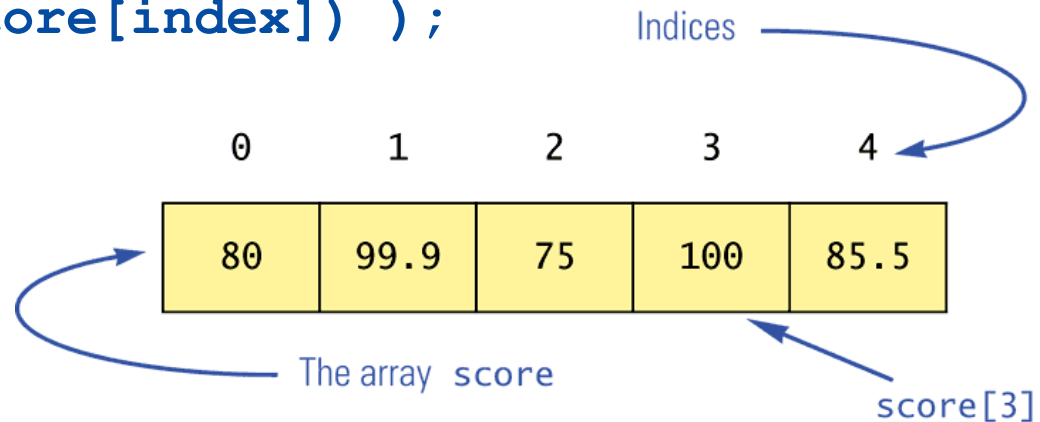 ore[index]) );
Indices
0 1 2 3 4
80 99.9 75 100 85.5
The array score
score[3]